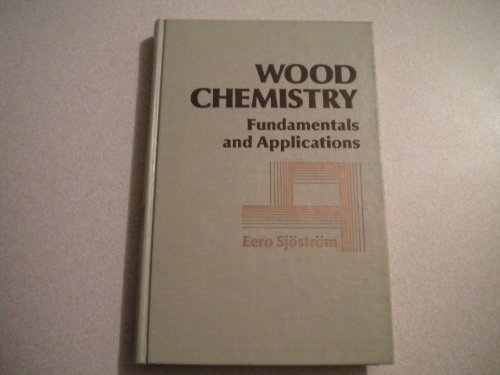 WOOD
CHEMISTRY
Fundamentals
and Applications
Eero Sjöström